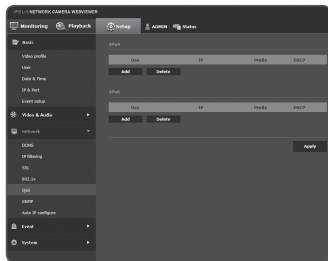 iPOLiS NETWORK CAMERA WEBVIEWER
Monitoring Playback Setup ADMIN Status
Basic
Video profile
User
Date & Time
IP & Port
Event setup
Video & Audio
Network
DDNS
IP filtering
SSL
802.1x
QoS
SNMP
Auto IP configure
Event
System
IPv4
Use IP Prefix DSCP
Add Delete
IPv6
Use IP Prefix DSCP
Add Delete
Apply